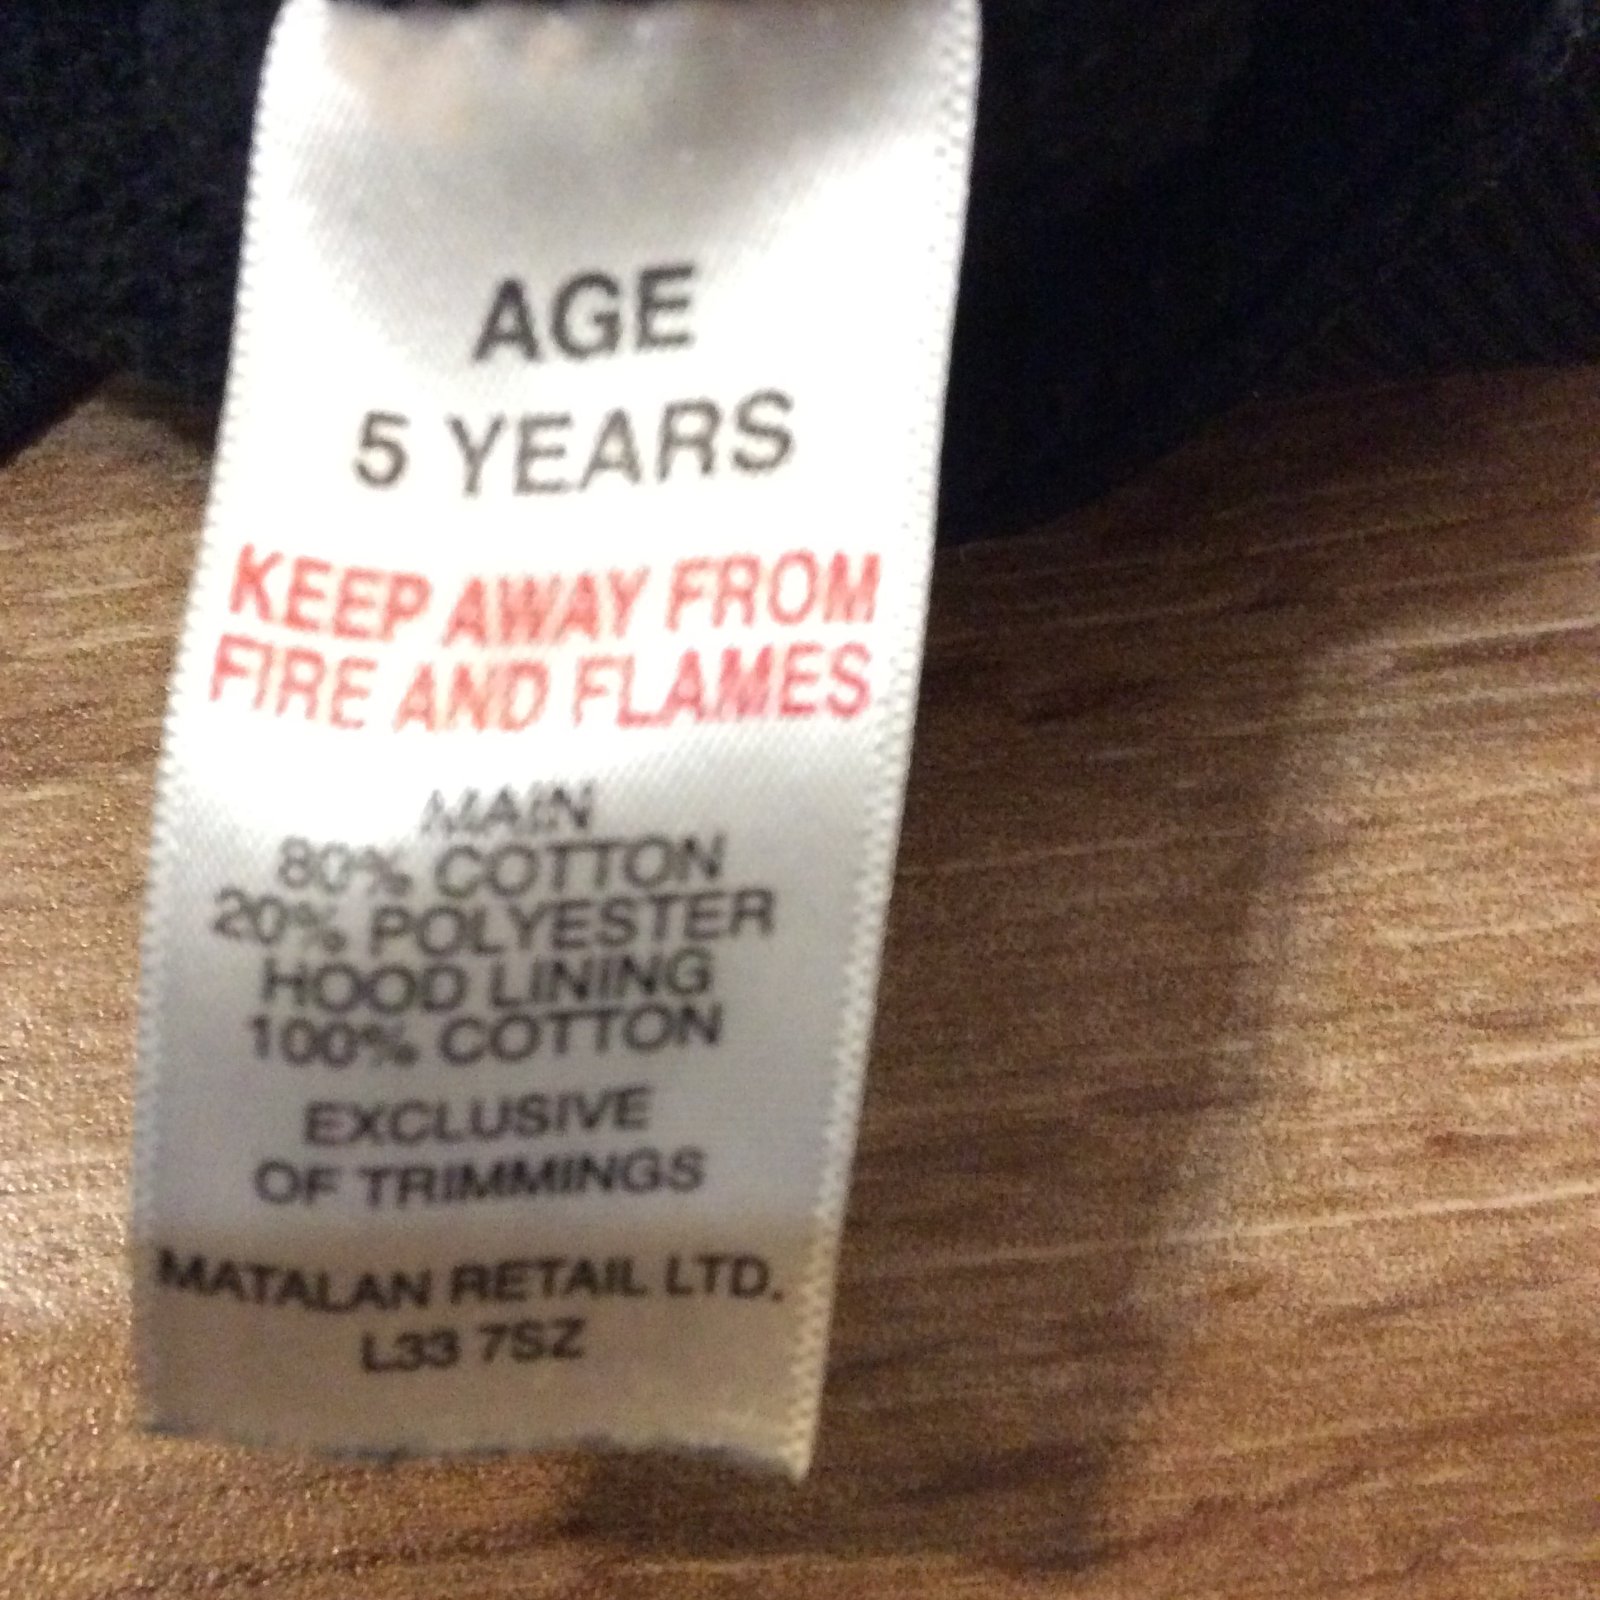 AGE
5 YEARS
KEEP AWAY FROM
FIRE AND FLAMES
MAIN
80% COTTON
20% POLYESTER
HOOD LINING
100% COTTON
EXCLUSIVE
OF TRIMMINGS
MATALAN RETAIL LTD.
L33 7SZ